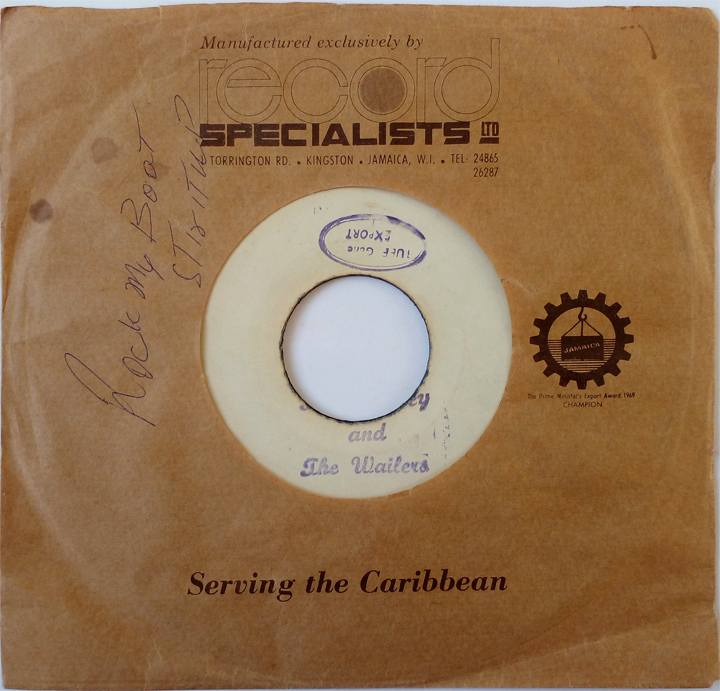 Manufactured exclusively by
record
SPECIALISTS LTD
TORRINGTON RD. • KINGSTON • JAMAICA, W.I. • TEL: 24865
26287
Rock My Boat
STIR IT UP
TUFF Gong
EXPORT
and
The Wailers
JAMAICA
The Prime Minister's Export Award 1969
CHAMPION
Serving the Caribbean